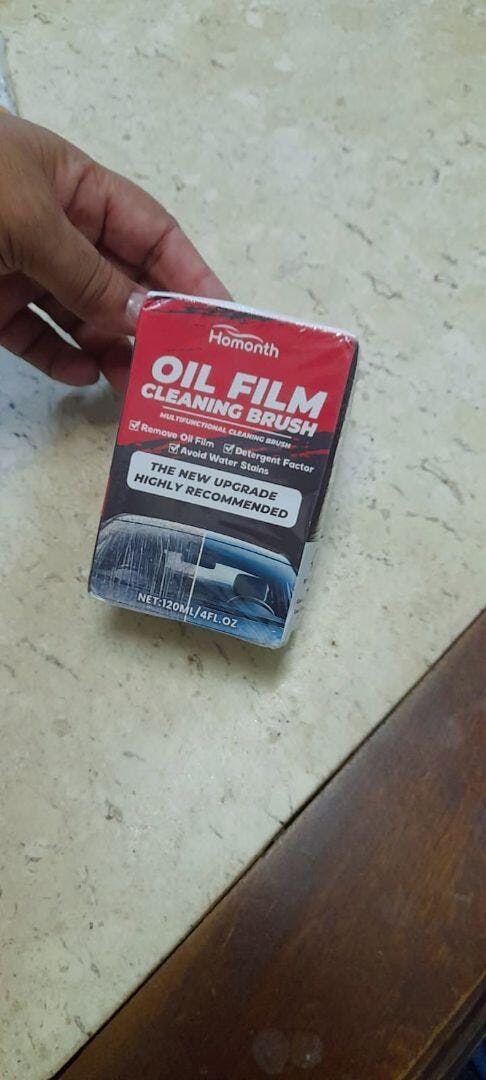 Homonth
OIL FILM
CLEANING BRUSH
MULTIFUNCTIONAL CLEANING BRUSH
Remove Oil Film Detergent Factor
Avoid Water Stains
THE NEW UPGRADE
HIGHLY RECOMMENDED
NET:120ML/4FL.OZ